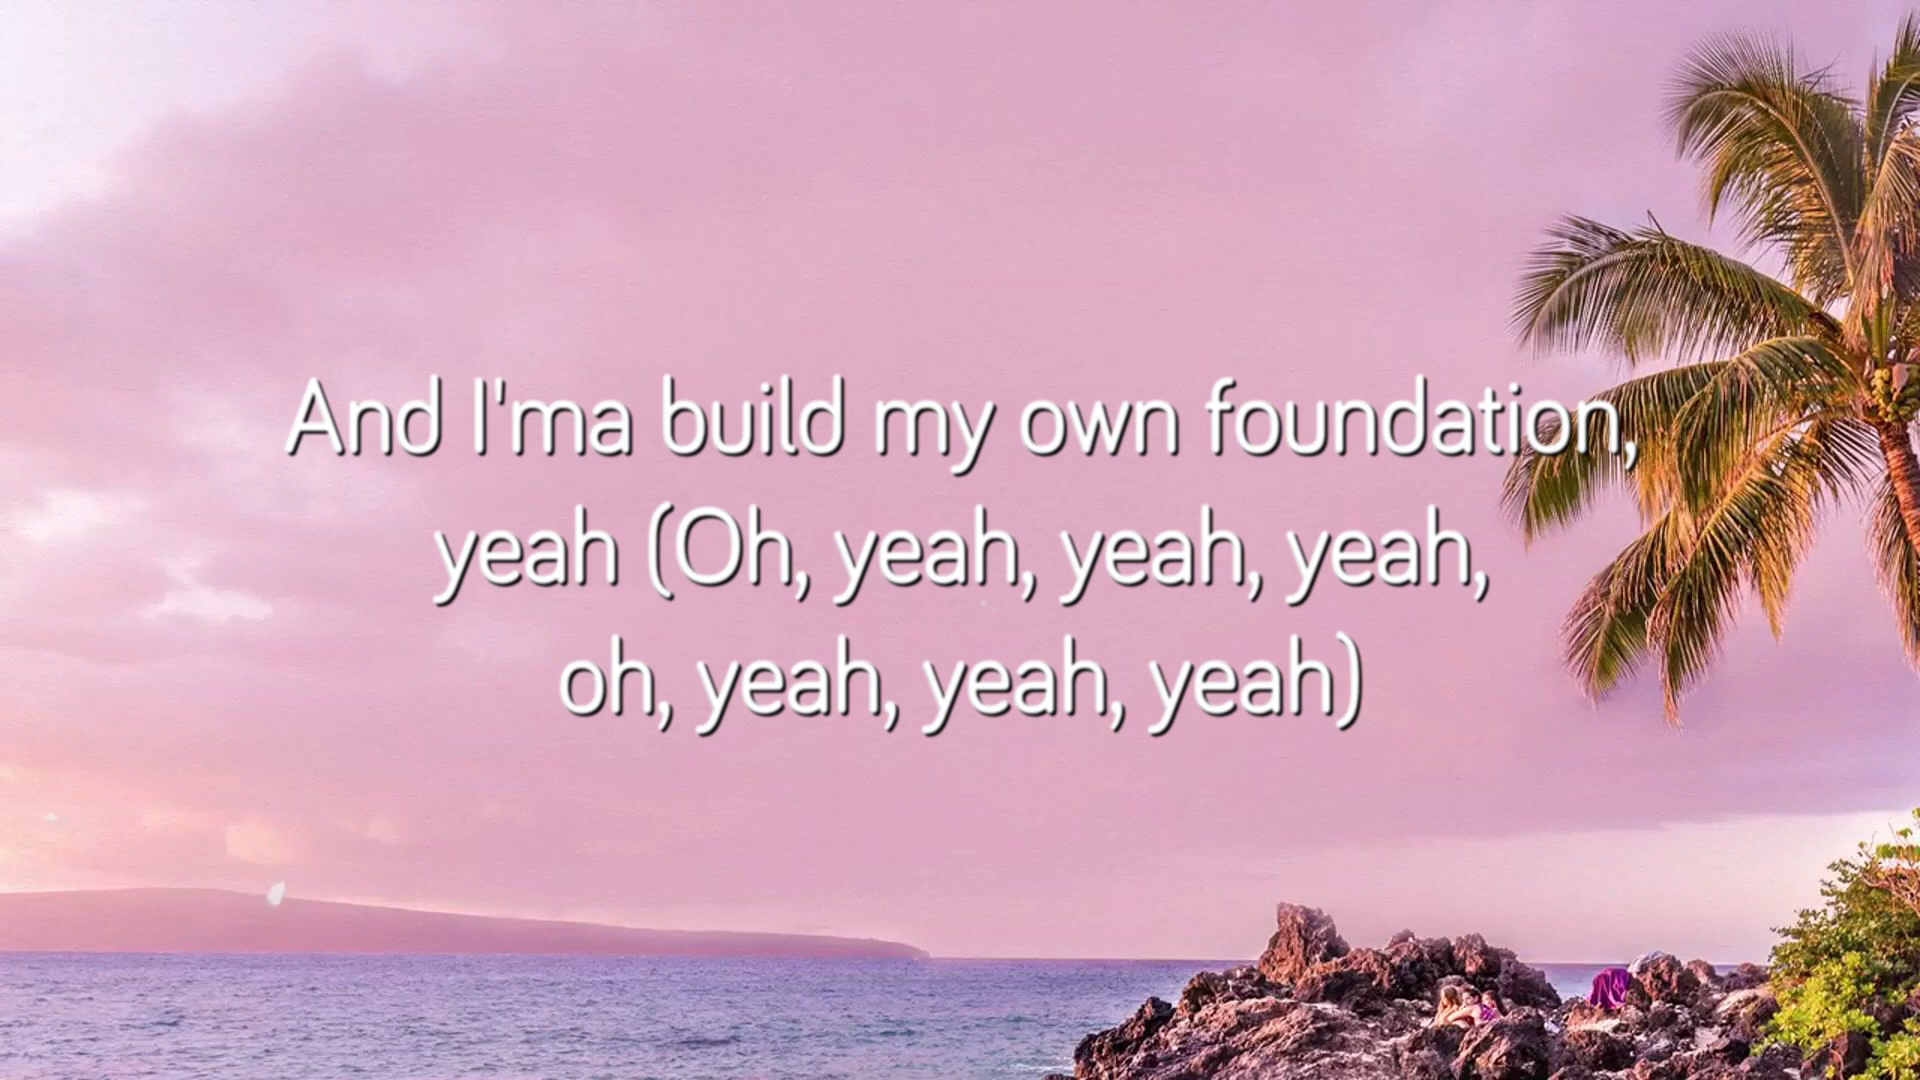 And I'ma build my own foundation,
yeah (Oh, yeah, yeah, yeah,
oh, yeah, yeah, yeah)